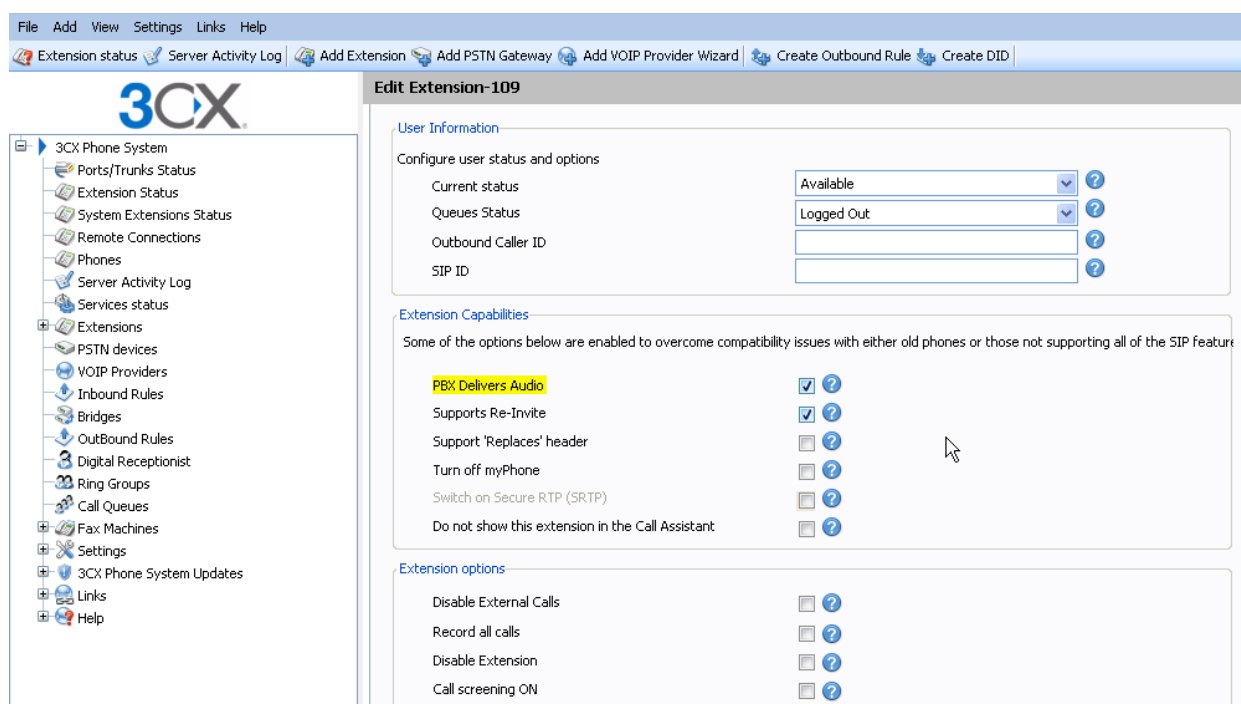 File Add View Settings Links Help
Extension status Server Activity Log Add Extension Add PSTN Gateway Add VOIP Provider Wizard Create Outbound Rule Create DID
3CX
3CX Phone System
Ports/Trunks Status
Extension Status
System Extensions Status
Remote Connections
Phones
Server Activity Log
Services status
Extensions
PSTN devices
VOIP Providers
Inbound Rules
Bridges
OutBound Rules
Digital Receptionist
Ring Groups
Call Queues
Fax Machines
Settings
3CX Phone System Updates
Links
Help
Edit Extension-109
User Information
Configure user status and options
Current status Available
Queues Status Logged Out
Outbound Caller ID
SIP ID
Extension Capabilities
Some of the options below are enabled to overcome compatibility issues with either old phones or those not supporting all of the SIP feature
PBX Delivers Audio
Supports Re-Invite
Support 'Replaces' header
Turn off myPhone
Switch on Secure RTP (SRTP)
Do not show this extension in the Call Assistant
Extension options
Disable External Calls
Record all calls
Disable Extension
Call screening ON